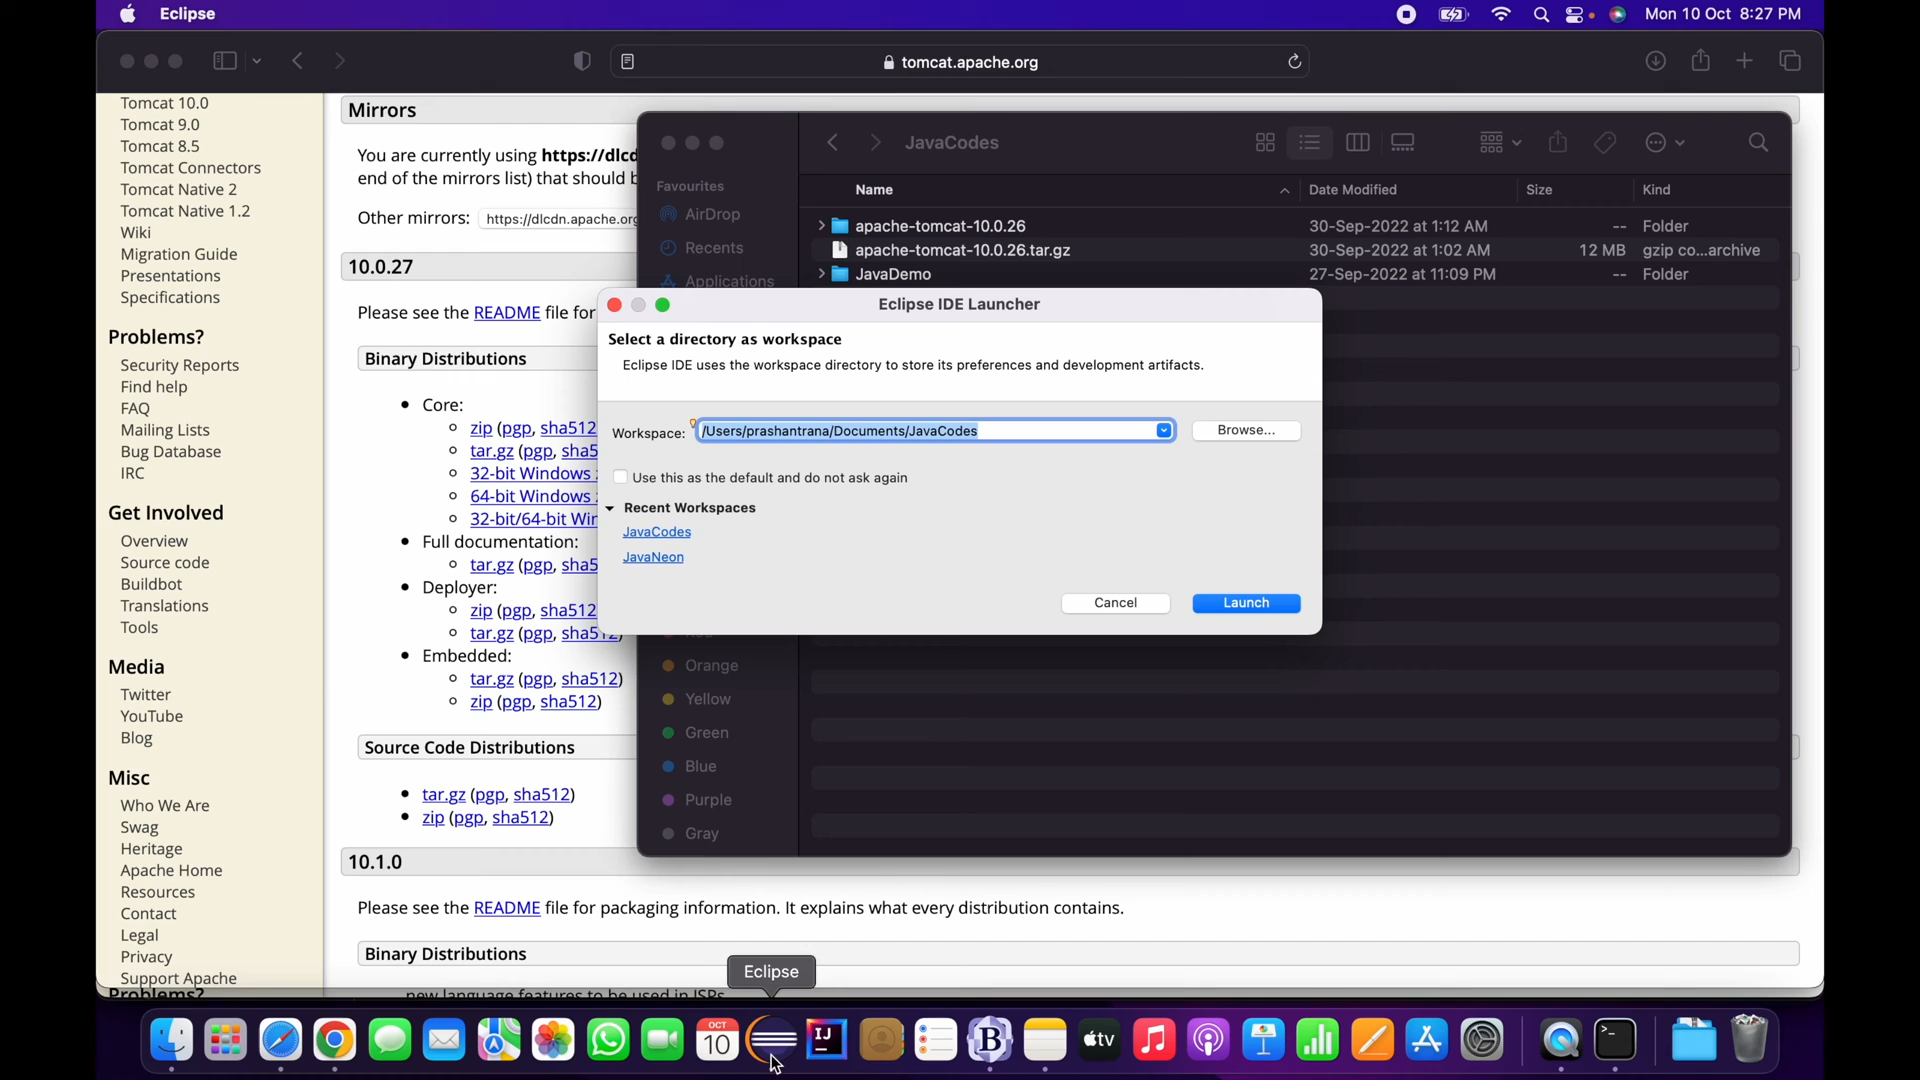 Eclipse
Mon 10 Oct 8:27 PM
tomcat.apache.org
Tomcat 10.0
Tomcat 9.0
Tomcat 8.5
Tomcat Connectors
Tomcat Native 2
Tomcat Native 1.2
Wiki
Migration Guide
Presentations
Specifications
Problems?
Security Reports
Find help
FAQ
Mailing Lists
Bug Database
IRC
Get Involved
Overview
Source code
Buildbot
Translations
Tools
Media
Twitter
YouTube
Blog
Misc
Who We Are
Swag
Heritage
Apache Home
Resources
Contact
Legal
Privacy
Support Apache
Problems?
Mirrors
You are currently using https://dlcd
end of the mirrors list) that should b
Other mirrors: https://dlcdn.apache.org
10.0.27
Please see the README file for
Binary Distributions
Core:
zip (pgp, sha512
tar.gz (pgp, sha5
32-bit Windows
64-bit Windows
32-bit/64-bit Win
Full documentation:
tar.gz (pgp, sha5
Deployer:
zip (pgp, sha512
tar.gz (pgp, sha512
Embedded:
tar.gz (pgp, sha512)
zip (pgp, sha512)
Source Code Distributions
tar.gz (pgp, sha512)
zip (pgp, sha512)
10.1.0
Please see the README file for packaging information. It explains what every distribution contains.
Binary Distributions
new language features to be used in JSPs
JavaCodes
Favourites
AirDrop
Recents
Applications
Red
Orange
Yellow
Green
Blue
Purple
Gray
Name Date Modified Size Kind
apache-tomcat-10.0.26 30-Sep-2022 at 1:12 AM -- Folder
apache-tomcat-10.0.26.tar.gz 30-Sep-2022 at 1:02 AM 12 MB gzip co...archive
JavaDemo 27-Sep-2022 at 11:09 PM -- Folder
Eclipse IDE Launcher
Select a directory as workspace
Eclipse IDE uses the workspace directory to store its preferences and development artifacts.
Workspace: /Users/prashantrana/Documents/JavaCodes Browse...
Use this as the default and do not ask again
Recent Workspaces
JavaCodes
JavaNeon
Cancel Launch
Eclipse
OCT
10
IJ
B
tv
>_